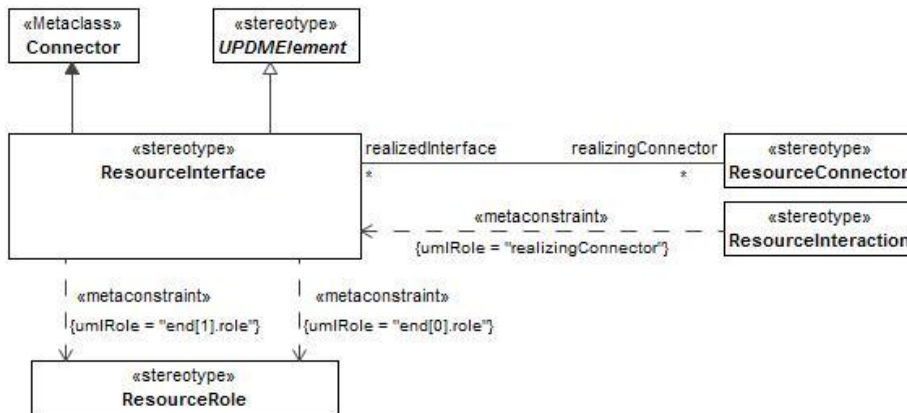 «Metaclass»
Connector
«stereotype»
UPDMElement
«stereotype»
ResourceInterface
realizedInterface
realizingConnector
*
*
«stereotype»
ResourceConnector
«metaconstraint»
{umlRole = "realizingConnector"}
«stereotype»
ResourceInteraction
«metaconstraint»
{umlRole = "end[1].role"}
«metaconstraint»
{umlRole = "end[0].role"}
«stereotype»
ResourceRole